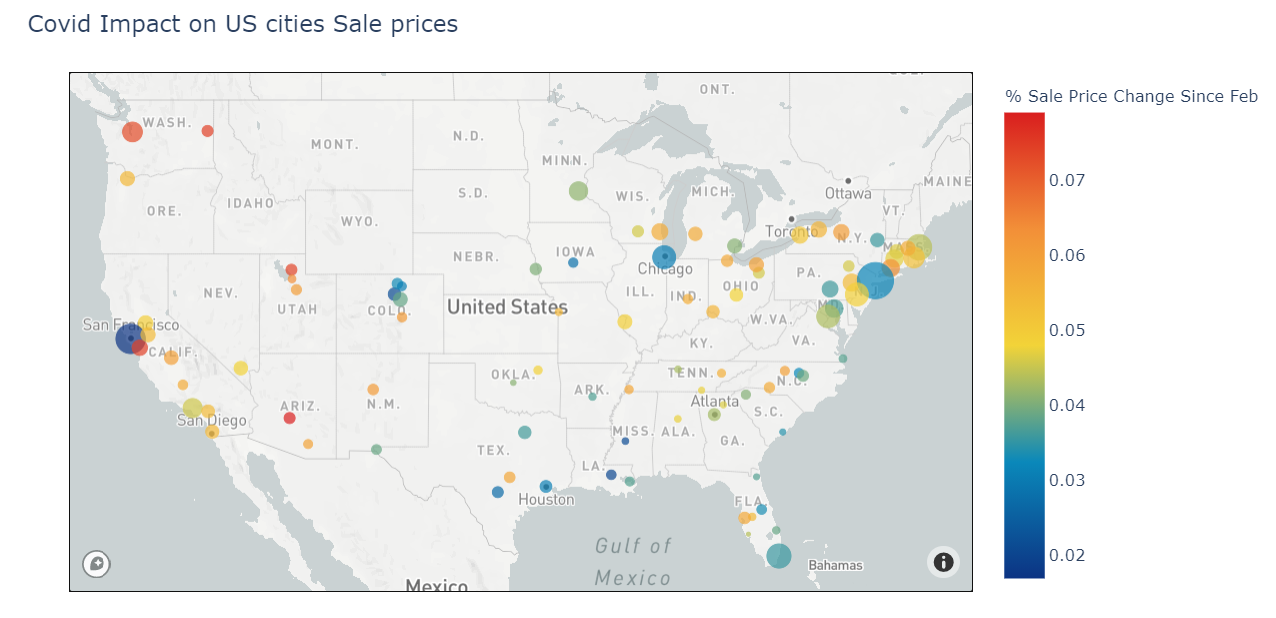 Covid Impact on US cities Sale prices
% Sale Price Change Since Feb
0.07
0.06
0.05
0.04
0.03
0.02
ONT.
WASH.
MONT.
N.D.
MINN.
Ottawa
MAINE
ORE.
IDAHO
S.D.
WIS.
MICH.
VT.
WYO.
Toronto
N.Y.
NEBR.
IOWA
Chicago
PA.
NEV.
UTAH
COLO.
United States
ILL.
IND.
OHIO
San Francisco
W.VA.
VA.
CALIF.
KY.
OKLA.
TENN.
N.C.
ARIZ.
N.M.
ARK.
Atlanta
S.C.
San Diego
MISS.
ALA.
GA.
TEX.
LA.
Houston
FLA.
Gulf of
Mexico
Bahamas
Mexico